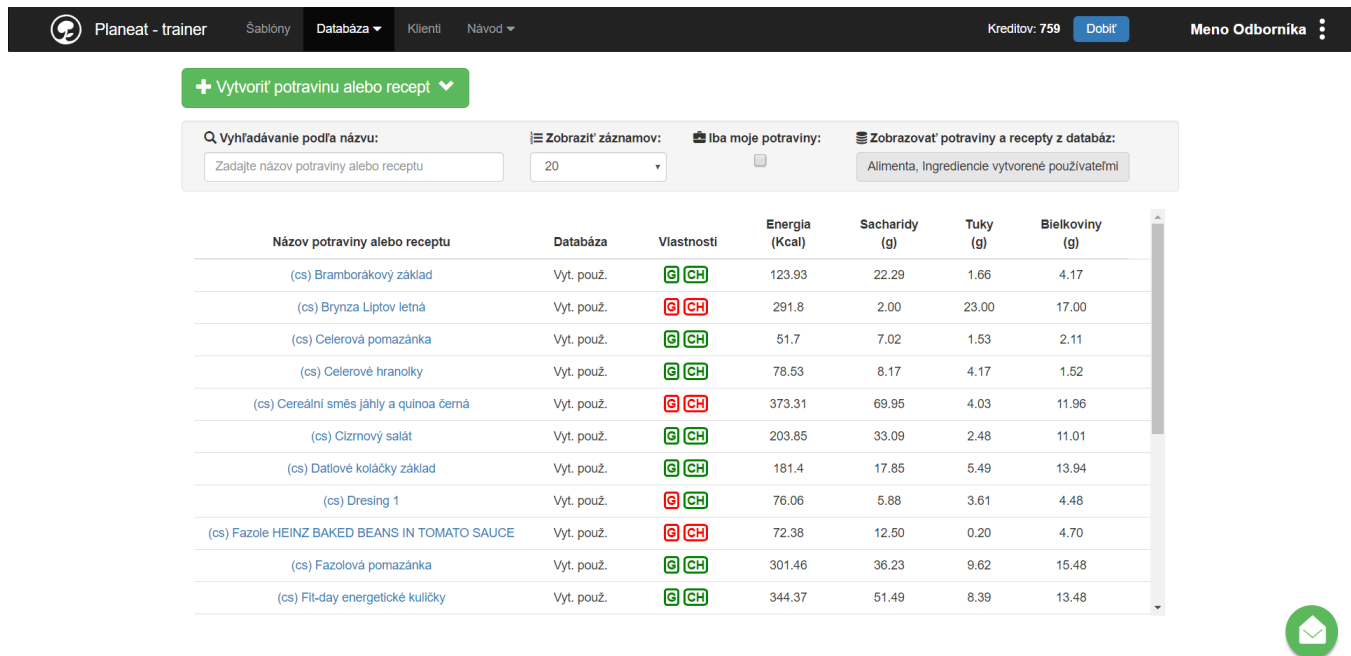 Planeat - trainer Šablóny Databáza Klienti Návod Kreditov: 759 Dobiť Meno Odborníka
Vytvoriť potravinu alebo recept
Vyhľadávanie podľa názvu: Zobraziť záznamov: Iba moje potraviny: Zobrazovať potraviny a recepty z databáz:
Zadajte názov potraviny alebo receptu 20 Alimenta, Ingrediencie vytvorené používateľmi
Názov potraviny alebo receptu Databáza Vlastnosti Energia (Kcal) Sacharidy (g) Tuky (g) Bielkoviny (g)
(cs) Bramborákový základ Vyt. použ. G CH 123.93 22.29 1.66 4.17
(cs) Brynza Liptov letná Vyt. použ. G CH 291.8 2.00 23.00 17.00
(cs) Celerová pomazánka Vyt. použ. G CH 51.7 7.02 1.53 2.11
(cs) Celerové hranolky Vyt. použ. G CH 78.53 8.17 4.17 1.52
(cs) Cereální směs jáhly a quinoa černá Vyt. použ. G CH 373.31 69.95 4.03 11.96
(cs) Cizrnový salát Vyt. použ. G CH 203.85 33.09 2.48 11.01
(cs) Datlové koláčky základ Vyt. použ. G CH 181.4 17.85 5.49 13.94
(cs) Dresing 1 Vyt. použ. G CH 76.06 5.88 3.61 4.48
(cs) Fazole HEINZ BAKED BEANS IN TOMATO SAUCE Vyt. použ. G CH 72.38 12.50 0.20 4.70
(cs) Fazolová pomazánka Vyt. použ. G CH 301.46 36.23 9.62 15.48
(cs) Fit-day energetické kuličky Vyt. použ. G CH 344.37 51.49 8.39 13.48